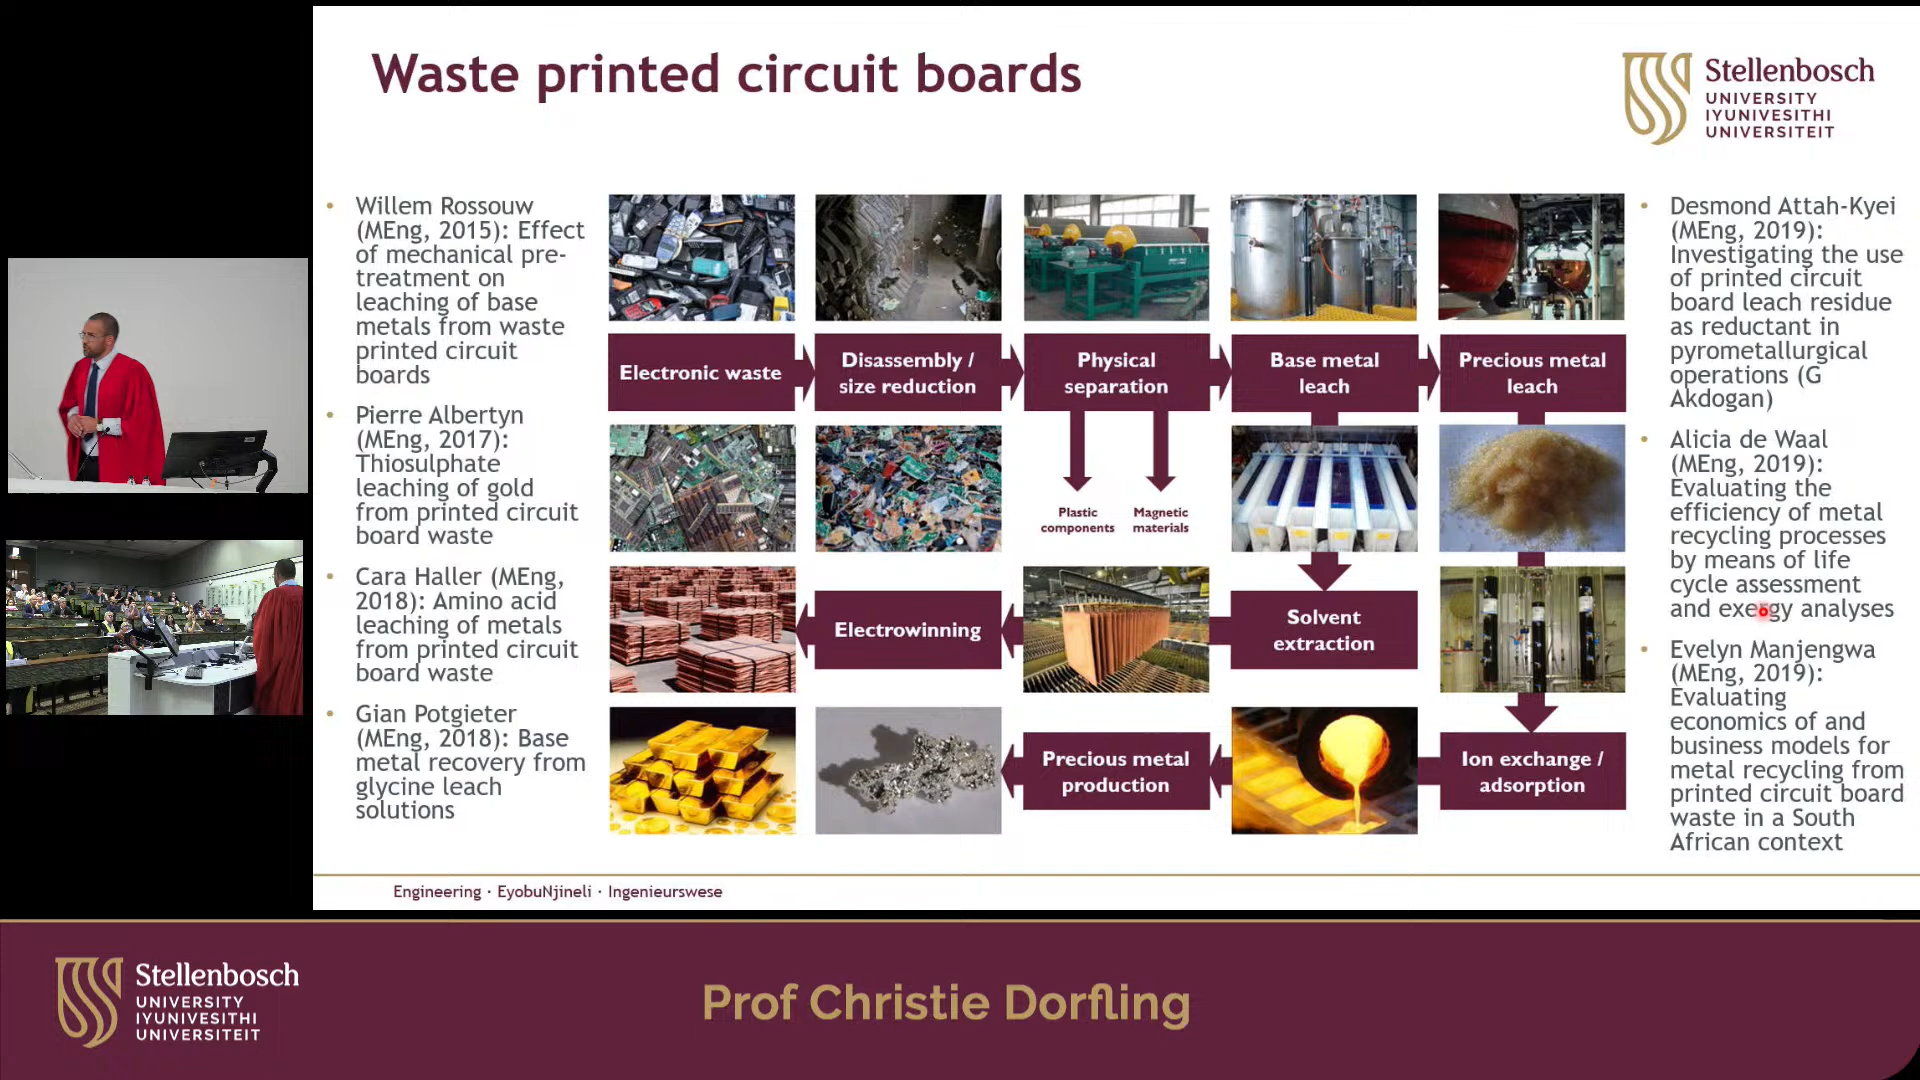 Waste printed circuit boards
Stellenbosch
UNIVERSITY
IYUNIVESITHI
UNIVERSITEIT
• Willem Rossouw
(MEng, 2015): Effect
of mechanical pre-
treatment on
leaching of base
metals from waste
printed circuit
boards
• Pierre Albertyn
(MEng, 2017):
Thiosulphate
leaching of gold
from printed circuit
board waste
• Cara Haller (MEng,
2018): Amino acid
leaching of metals
from printed circuit
board waste
• Gian Potgieter
(MEng, 2018): Base
metal recovery from
glycine leach
solutions
Electronic waste
Disassembly /
size reduction
Physical
separation
Base metal
leach
Precious metal
leach
Plastic
components
Magnetic
materials
Electrowinning
Solvent
extraction
Precious metal
production
Ion exchange /
adsorption
• Desmond Attah-Kyei
(MEng, 2019):
Investigating the use
of printed circuit
board leach residue
as reductant in
pyrometallurgical
operations (G
Akdogan)
• Alicia de Waal
(MEng, 2019):
Evaluating the
efficiency of metal
recycling processes
by means of life
cycle assessment
and exergy analyses
• Evelyn Manjengwa
(MEng, 2019):
Evaluating
economics of and
business models for
metal recycling from
printed circuit board
waste in a South
African context
Engineering · EyobuNjineli · Ingenieurswese
Stellenbosch
UNIVERSITY
IYUNIVESITHI
UNIVERSITEIT
Prof Christie Dorfling